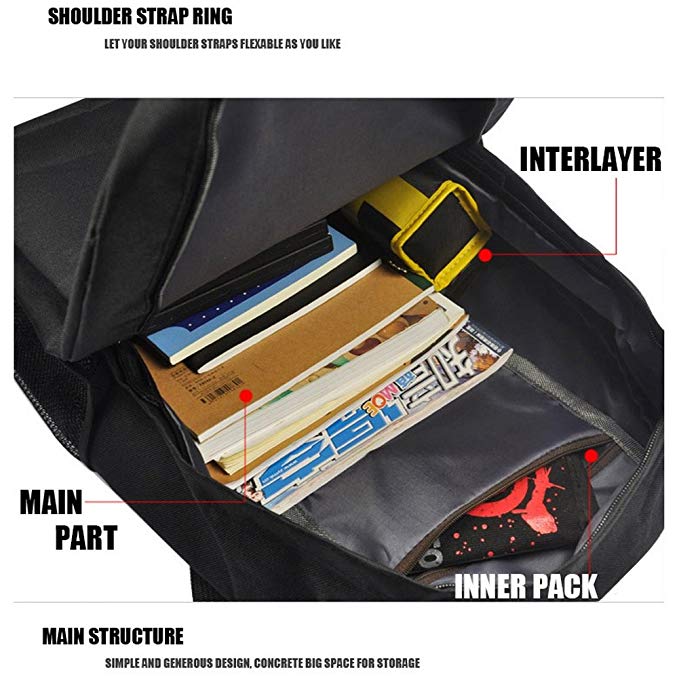 SHOULDER STRAP RING
LET YOUR SHOULDER STRAPS FLEXABLE AS YOU LIKE
INTERLAYER
MAIN
PART
INNER PACK
MAIN STRUCTURE
SIMPLE AND GENEROUS DESIGN, CONCRETE BIG SPACE FOR STORAGE